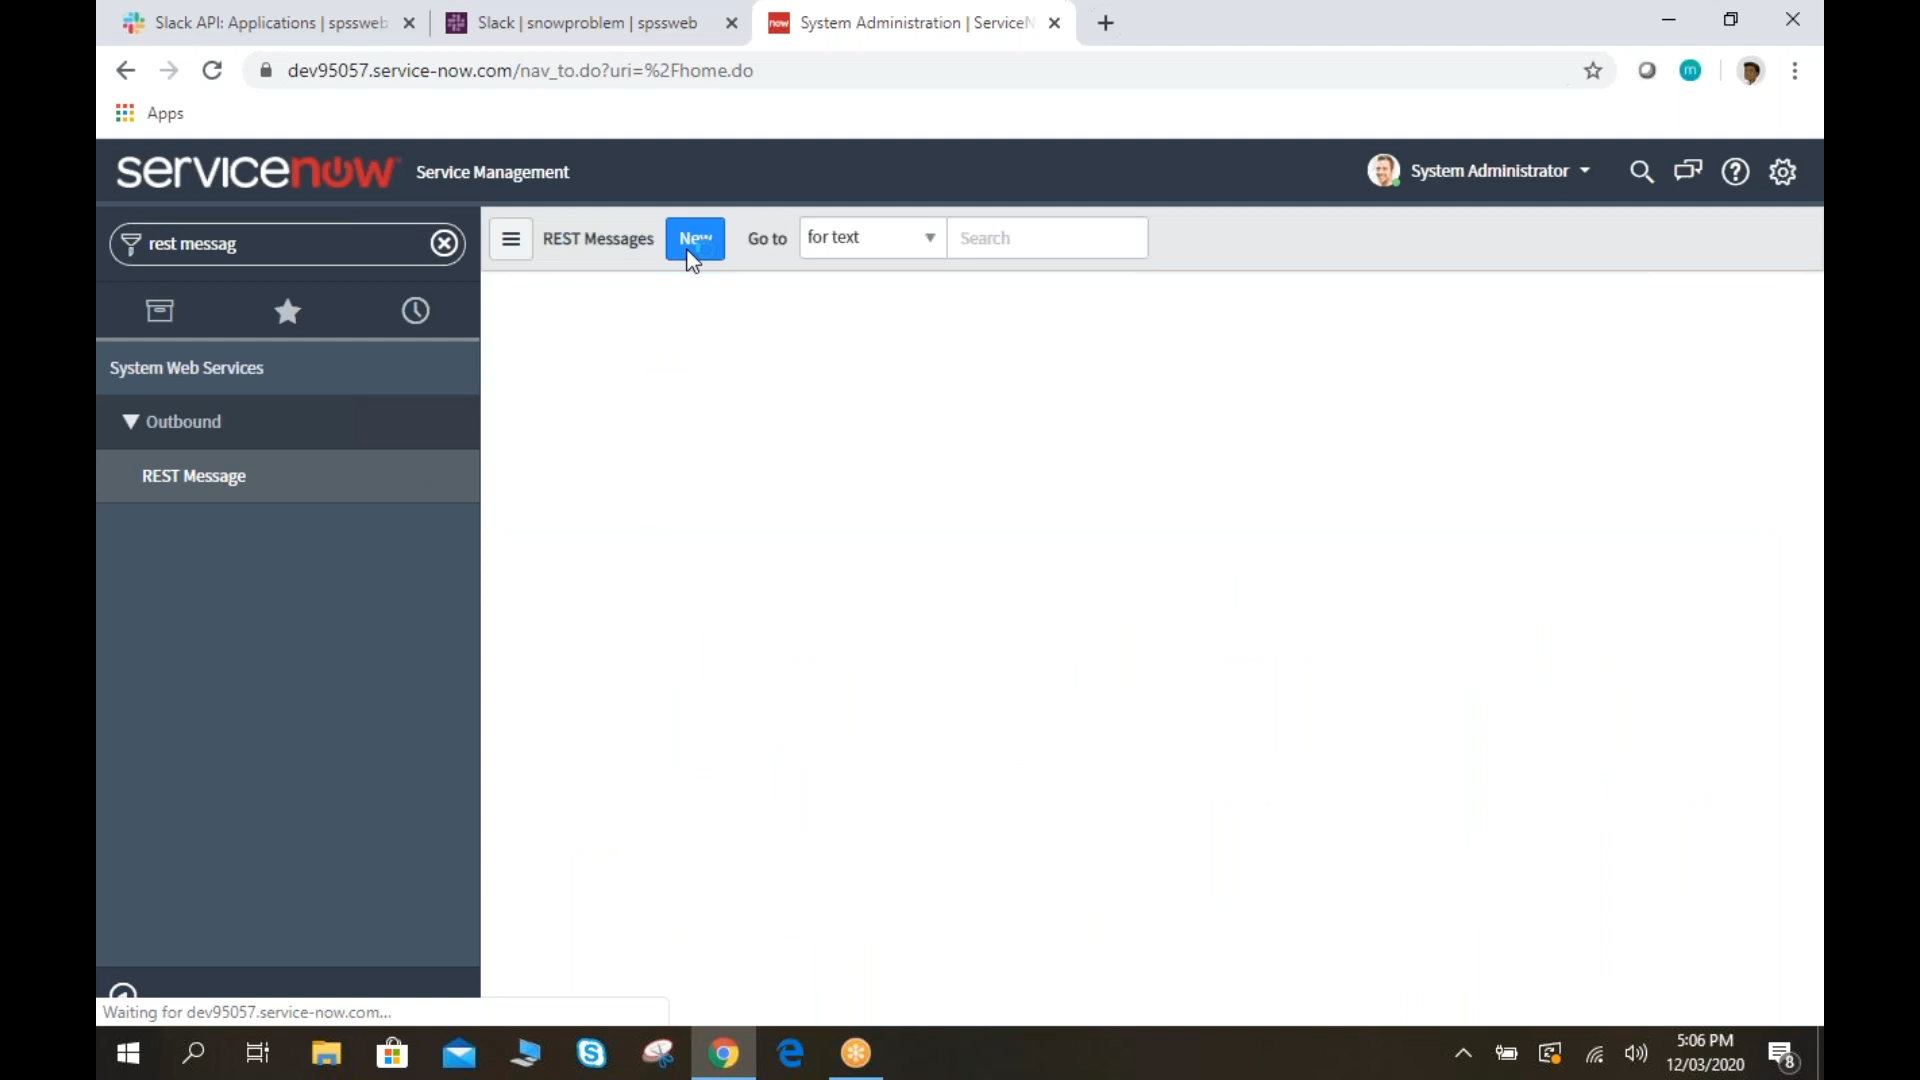 Slack API: Applications | spssweb
Slack | snowproblem | spssweb
now
System Administration | ServiceN
dev95057.service-now.com/nav_to.do?uri=%2Fhome.do
m
Apps
servicenow
Service Management
System Administrator
rest messag
REST Messages
New
Go to
for text
Search
System Web Services
Outbound
REST Message
Waiting for dev95057.service-now.com...
5:06 PM
12/03/2020
8